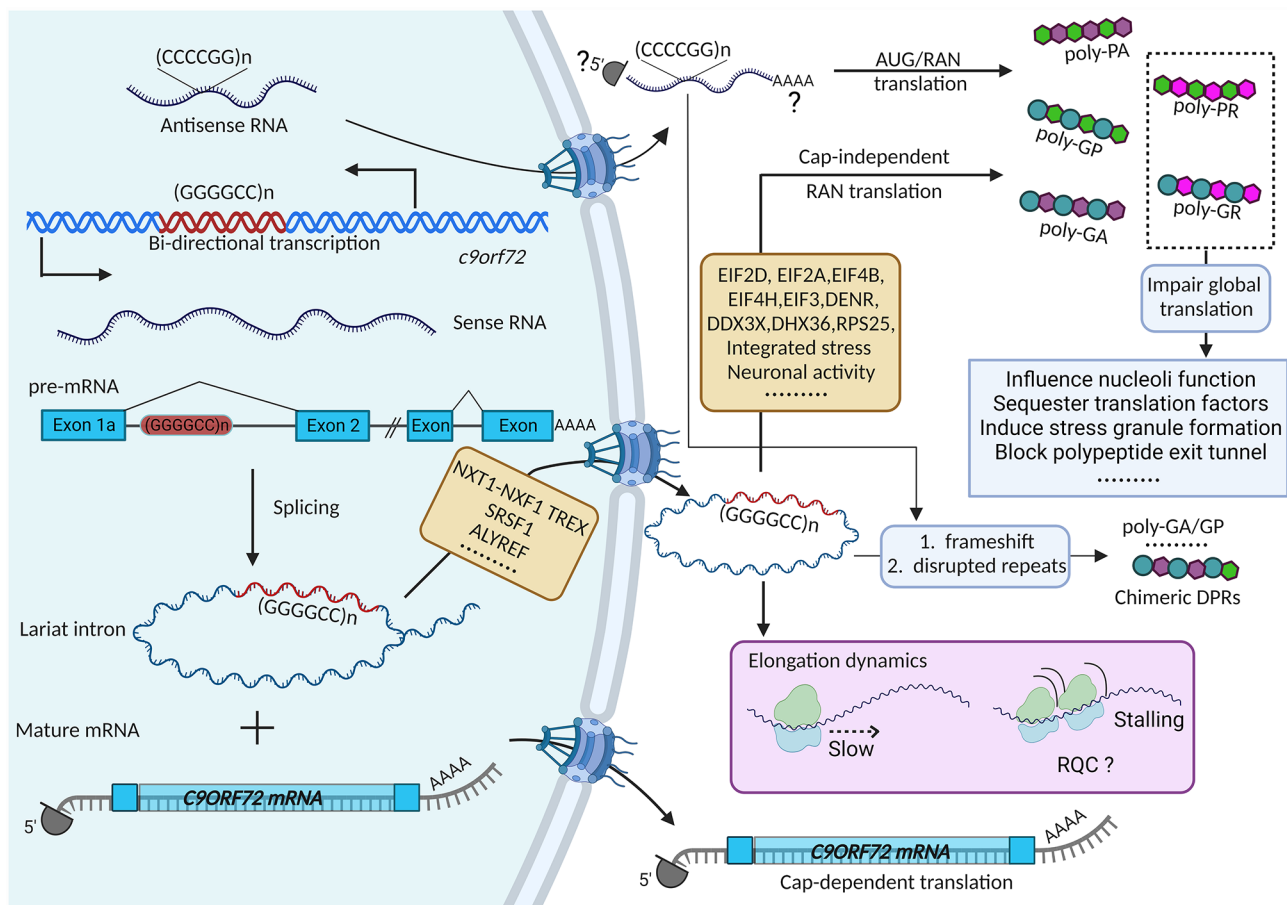 (CCCCGG)n
Antisense RNA
(GGGGCC)n
Bi-directional transcription
c9orf72
Sense RNA
pre-mRNA
Exon 1a
(GGGGCC)n
Exon 2
Exon
Exon
AAAA
Splicing
NXT1-NXF1 TREX
SRSF1
ALYREF
.........
(GGGGCC)n
Lariat intron
+
Mature mRNA
AAAA
C9ORF72 mRNA
5'
(CCCCGG)n
? 5'
AAAA
?
AUG/RAN
translation
poly-PA
poly-GP
poly-PR
Cap-independent
RAN translation
poly-GA
poly-GR
EIF2D, EIF2A,EIF4B,
EIF4H,EIF3,DENR,
DDX3X,DHX36,RPS25,
Integrated stress
Neuronal activity
.........
Impair global
translation
Influence nucleoli function
Sequester translation factors
Induce stress granule formation
Block polypeptide exit tunnel
.........
(GGGGCC)n
1. frameshift
2. disrupted repeats
poly-GA/GP
.........
Chimeric DPRs
Elongation dynamics
Slow
Stalling
RQC ?
AAAA
C9ORF72 mRNA
5'
Cap-dependent translation